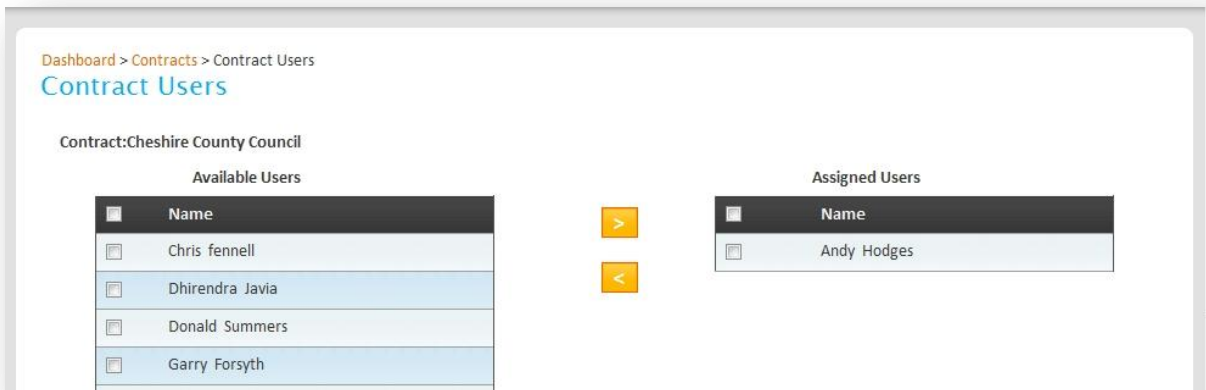 Dashboard > Contracts > Contract Users
Contract Users
Contract:Cheshire County Council
Available Users
Name
Chris fennell
Dhirendra Javia
Donald Summers
Garry Forsyth
>
<
Assigned Users
Name
Andy Hodges